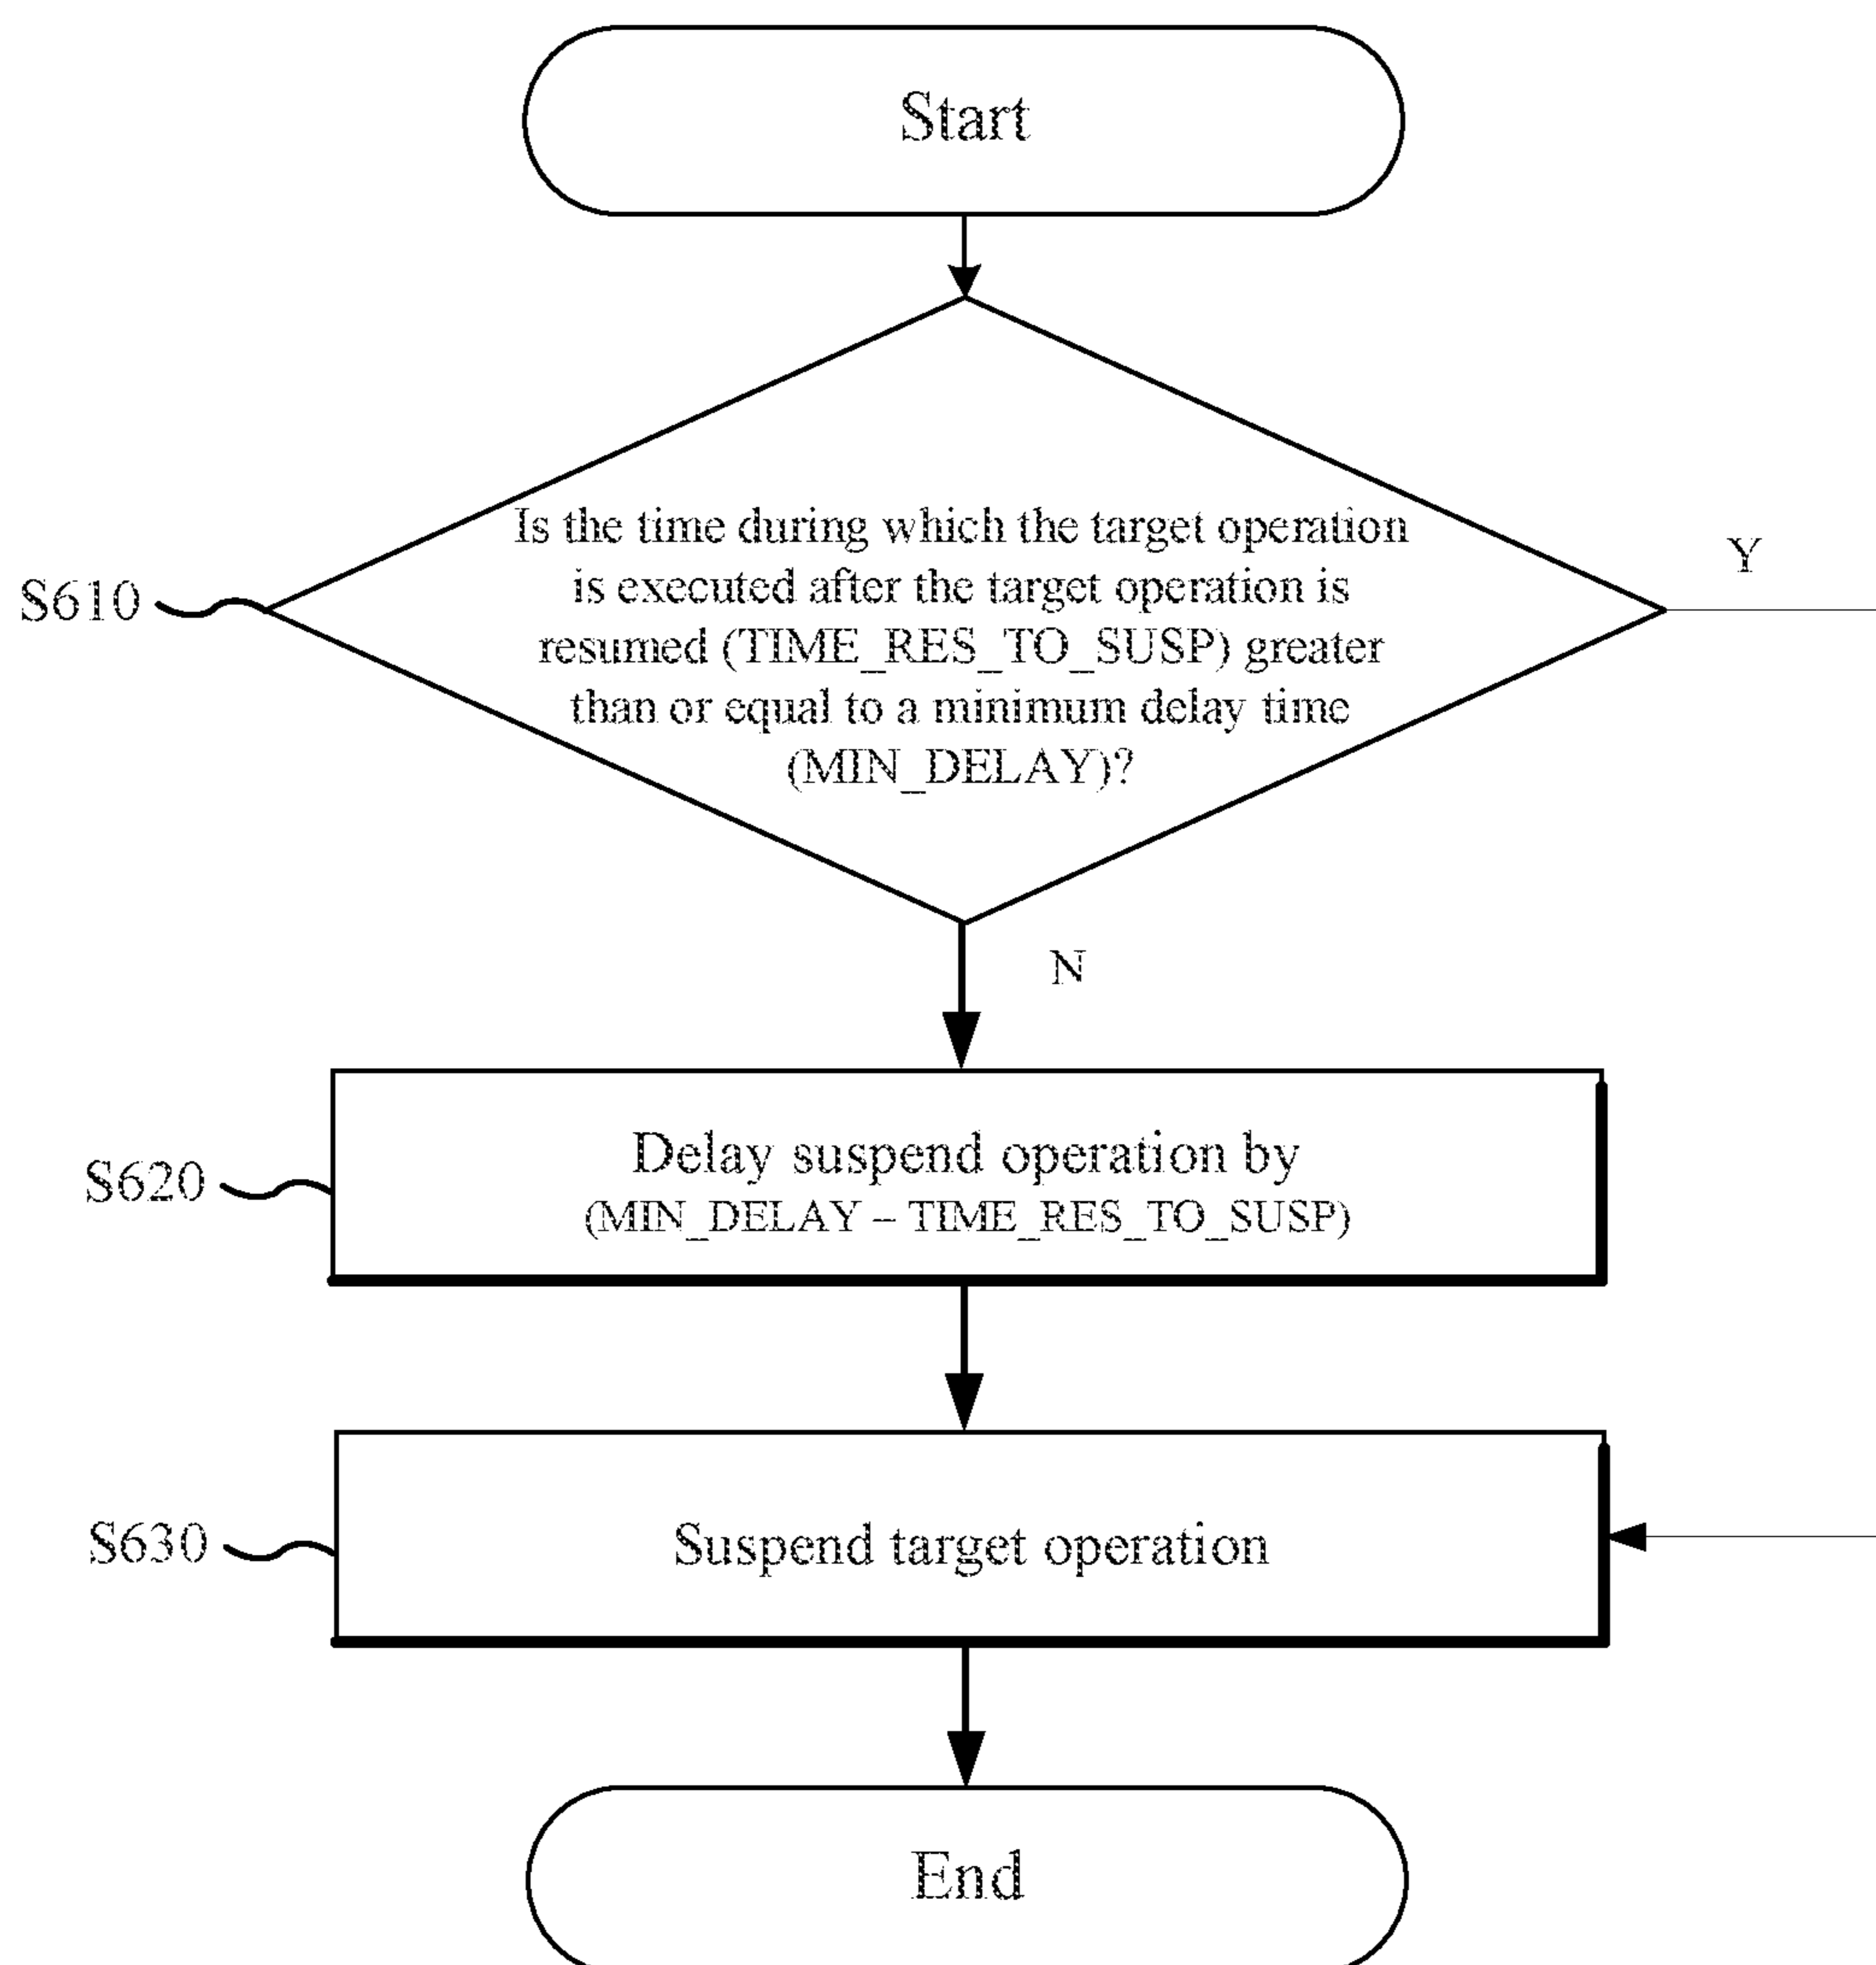 Start
Is the time during which the target operation
is executed after the target operation is
resumed (TIME_RES_TO_SUSP) greater
than or equal to a minimum delay time
(MIN_DELAY)?
S610
Y
N
Delay suspend operation by
(MIN_DELAY – TIME_RES_TO_SUSP)
S620
Suspend target operation
S630
End